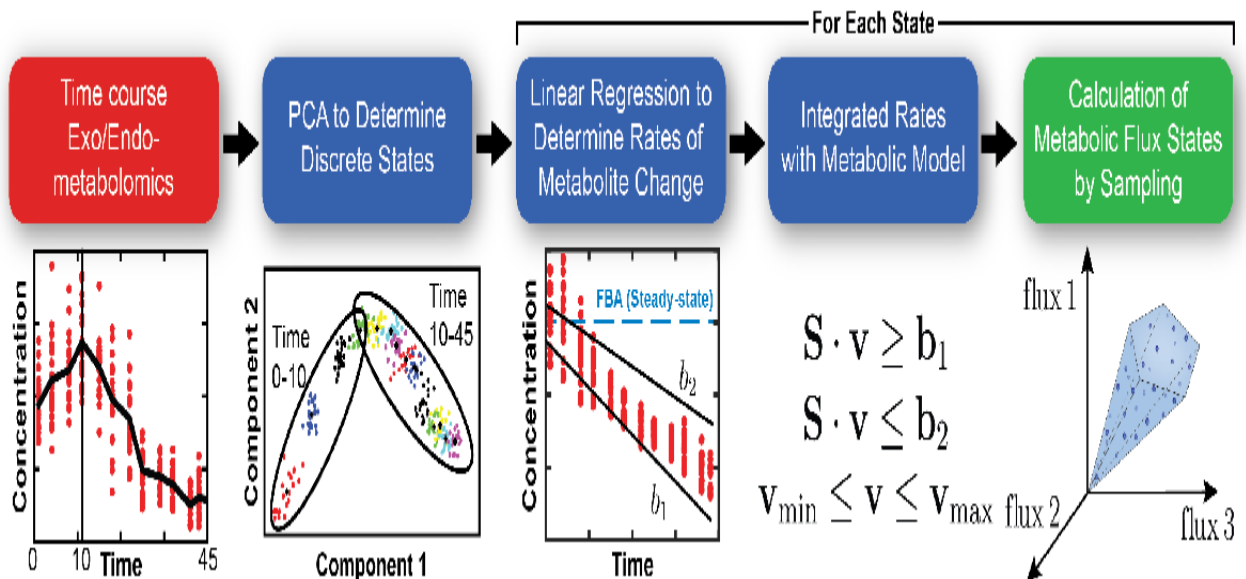 For Each State
Time course
Exo/Endo-
metabolomics
PCA to Determine
Discrete States
Linear Regression to
Determine Rates of
Metabolite Change
Integrated Rates
with Metabolic Model
Calculation of
Metabolic Flux States
by Sampling
Concentration
0
10
Time
45
Component 2
Time
0-10
Time
10-45
Component 1
Concentration
FBA (Steady-state)
b₂
b₁
Time
S · v ≥ b₁
S · v ≤ b₂
v_min ≤ v ≤ v_max
flux 1
flux 2
flux 3